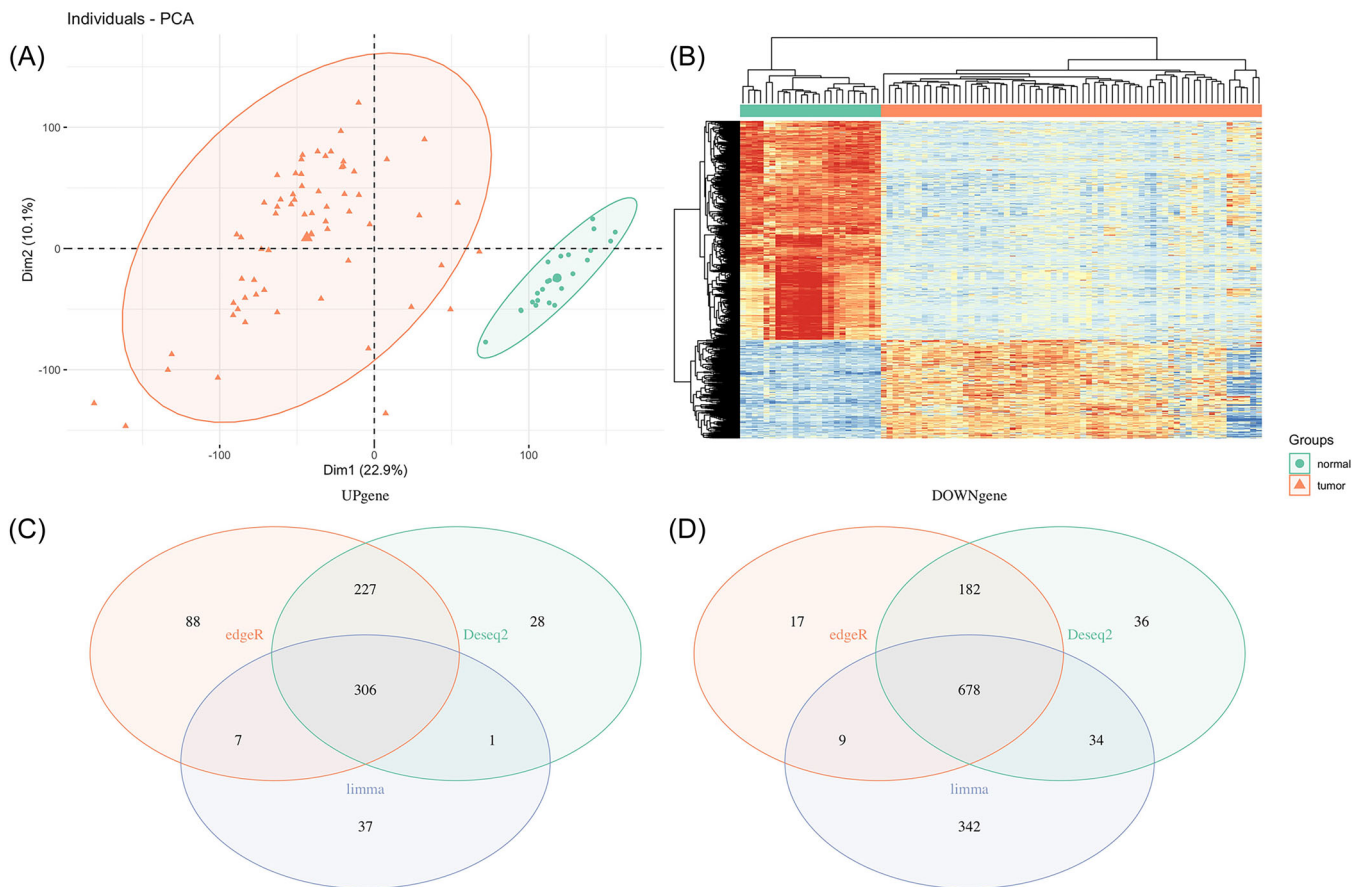 Individuals - PCA
(A)
(B)
100
0
-100
Dim2 (10.1%)
-100
0
100
Dim1 (22.9%)
Groups
normal
tumor
UPgene
DOWNgene
(C)
(D)
227
88
28
edgeR
Deseq2
306
7
1
limma
37
182
17
36
edgeR
Deseq2
678
9
34
limma
342